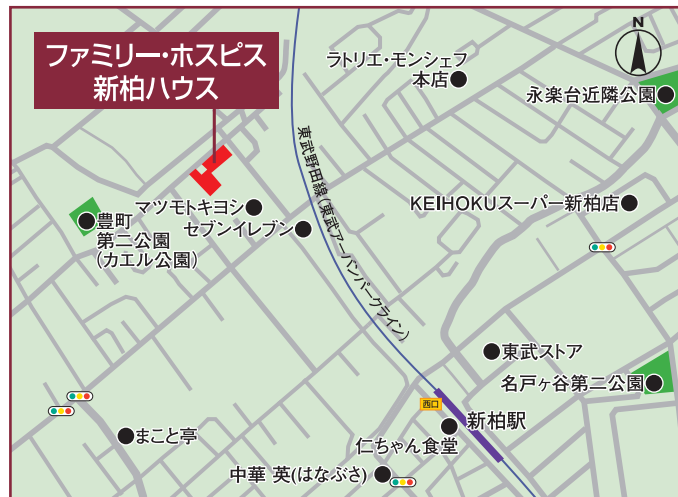 ファミリー・ホスピス
新柏ハウス
ラトリエ・モンシェフ
本店
N
永楽台近隣公園
東武野田線(東武アーバンパークライン)
KEIHOKUスーパー新柏店
マツモトキヨシ
セブンイレブン
豊町
第二公園
(カエル公園)
東武ストア
名戸ヶ谷第二公園
西口
新柏駅
仁ちゃん食堂
まこと亭
中華 英(はなぶさ)